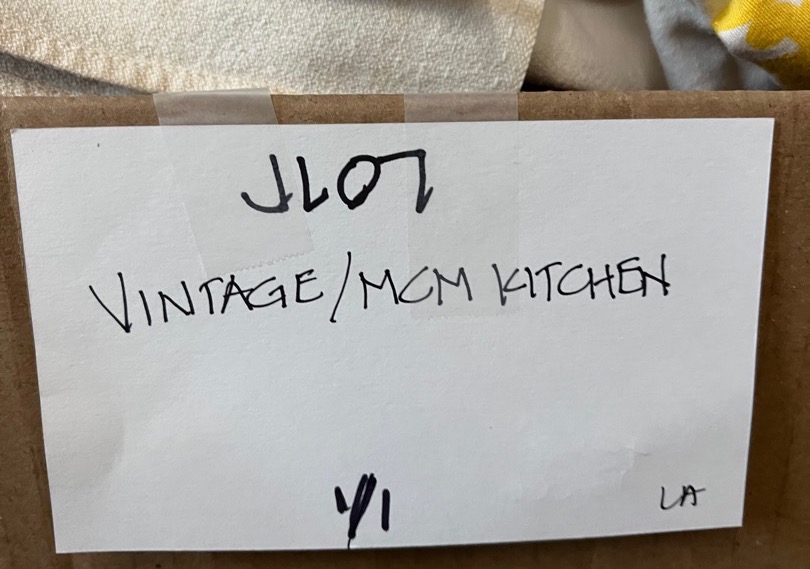 JL07
VINTAGE/MCM KITCHEN
1/1
LA